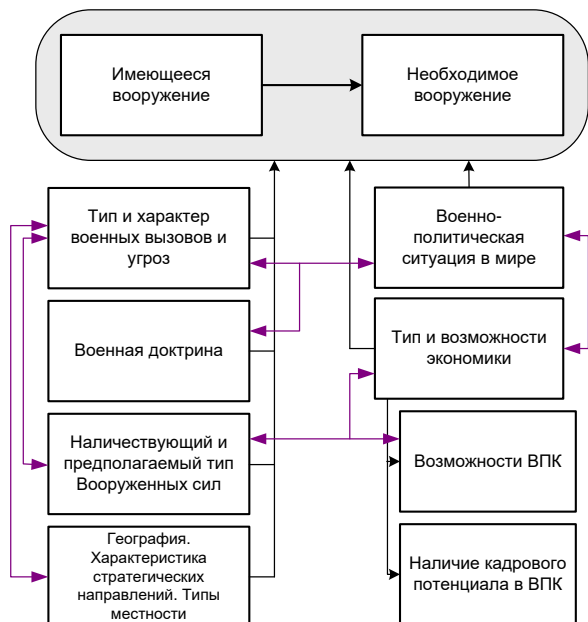 Имеющееся
вооружение
Необходимое
вооружение
Тип и характер
военных вызовов и
угроз
Военно-
политическая
ситуация в мире
Военная доктрина
Тип и возможности
экономики
Наличествующий и
предполагаемый тип
Вооруженных сил
Возможности ВПК
География.
Характеристика
стратегических
направлений. Типы
местности
Наличие кадрового
потенциала в ВПК